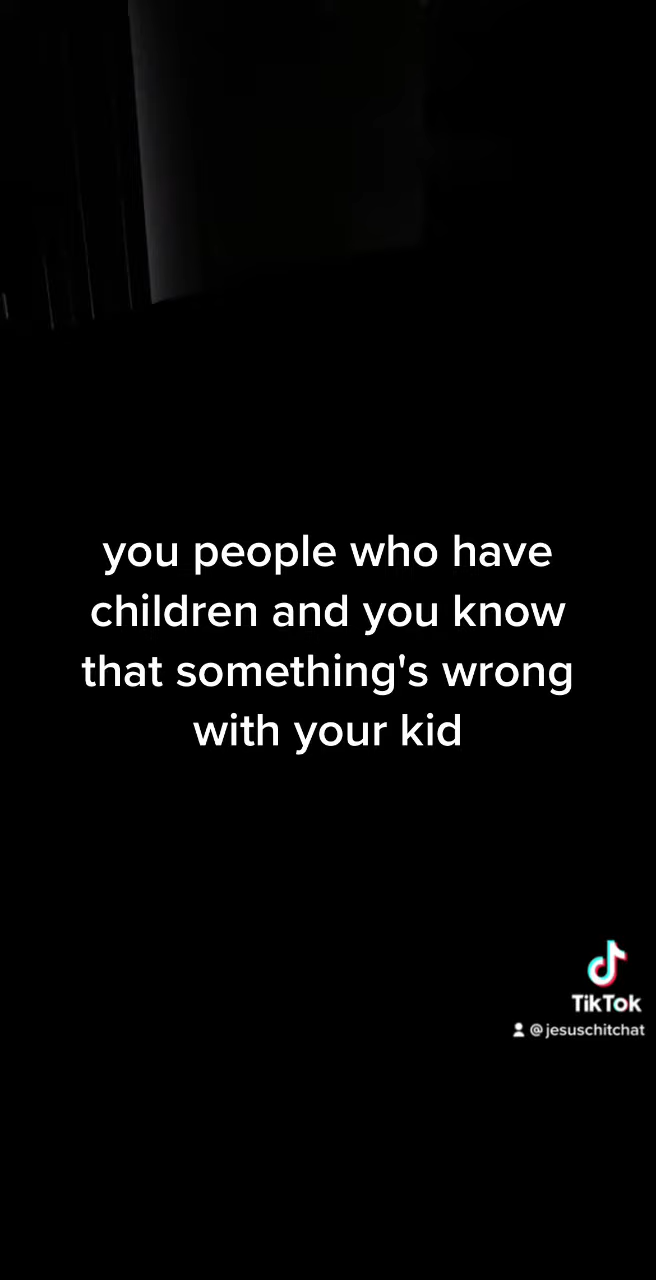 you people who have
children and you know
that something's wrong
with your kid
TikTok
@jesuschitchat